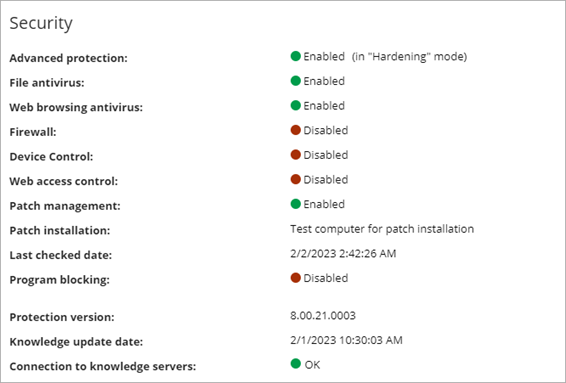 Security
Advanced protection: Enabled (in "Hardening" mode)
File antivirus: Enabled
Web browsing antivirus: Enabled
Firewall: Disabled
Device Control: Disabled
Web access control: Disabled
Patch management: Enabled
Patch installation: Test computer for patch installation
Last checked date: 2/2/2023 2:42:26 AM
Program blocking: Disabled
Protection version: 8.00.21.0003
Knowledge update date: 2/1/2023 10:30:03 AM
Connection to knowledge servers: OK